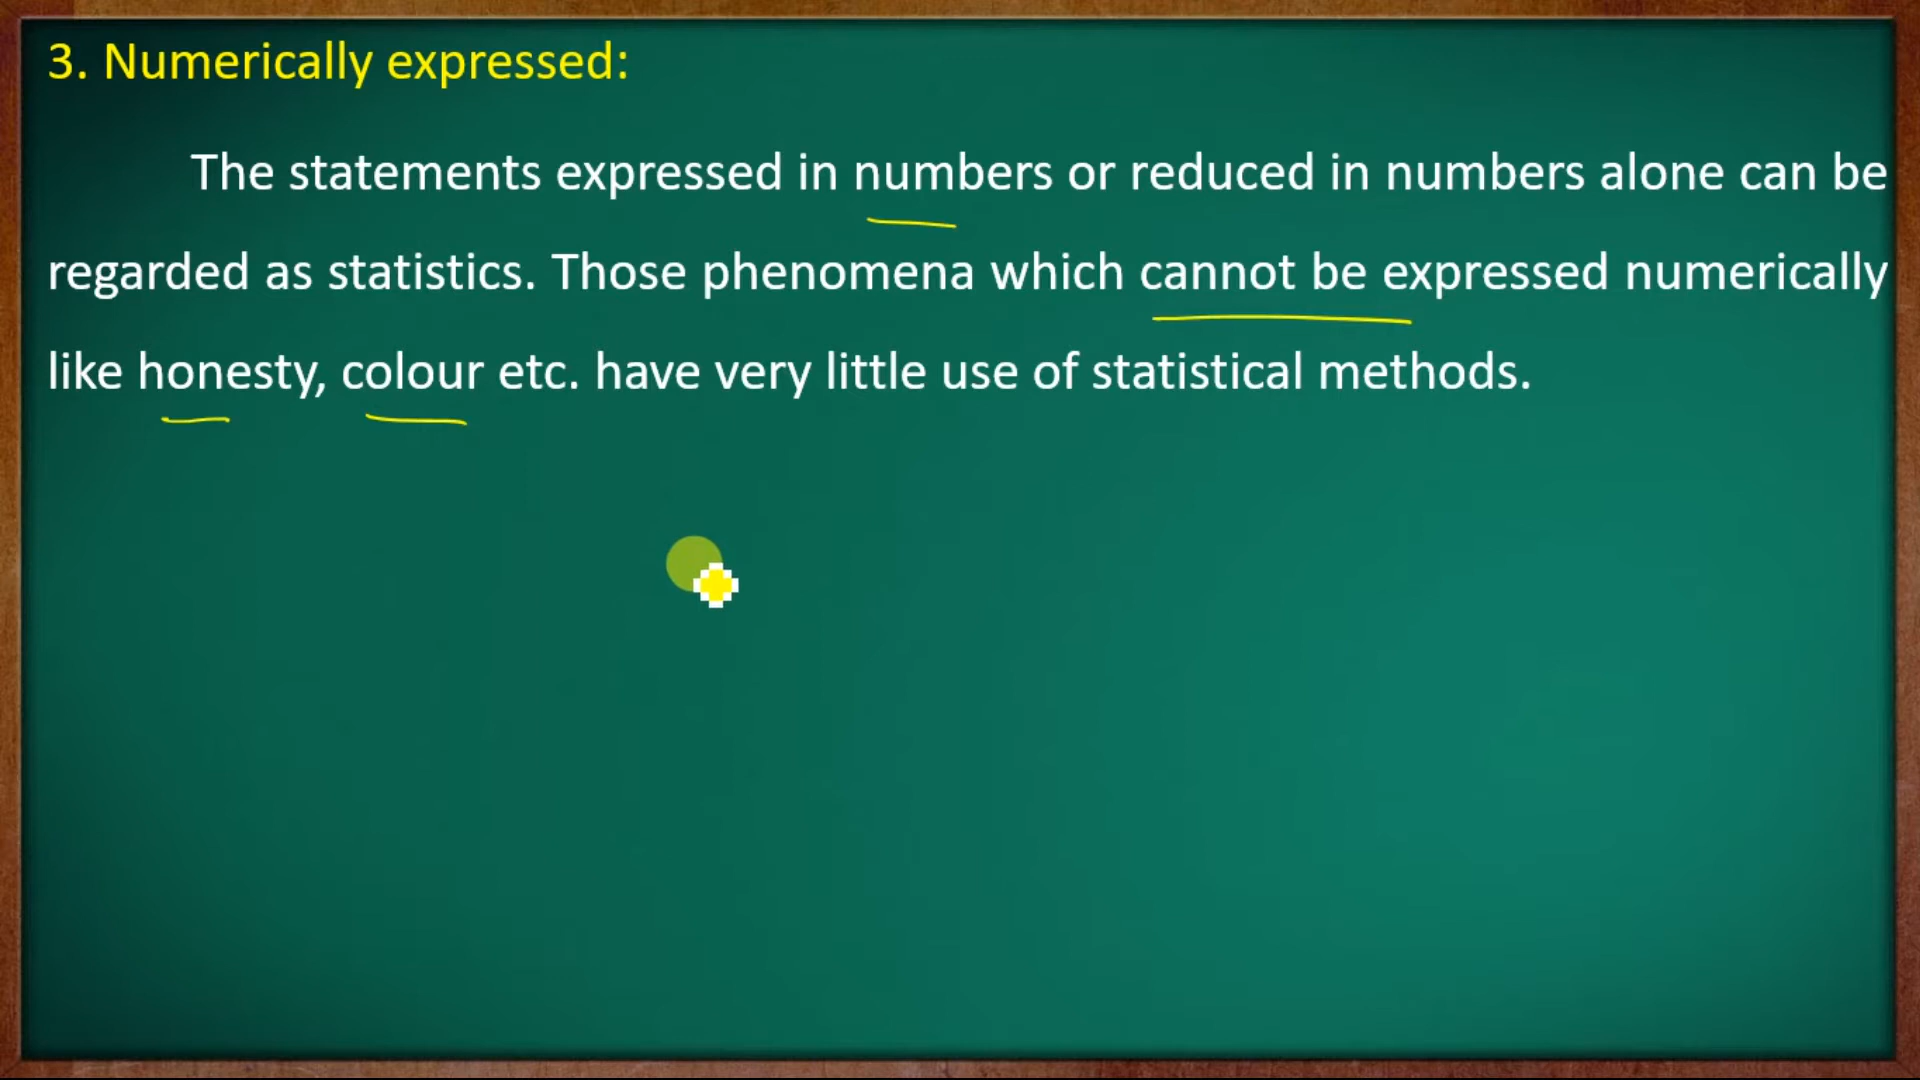 3. Numerically expressed:
The statements expressed in numbers or reduced in numbers alone can be
regarded as statistics. Those phenomena which cannot be expressed numerically
like honesty, colour etc. have very little use of statistical methods.